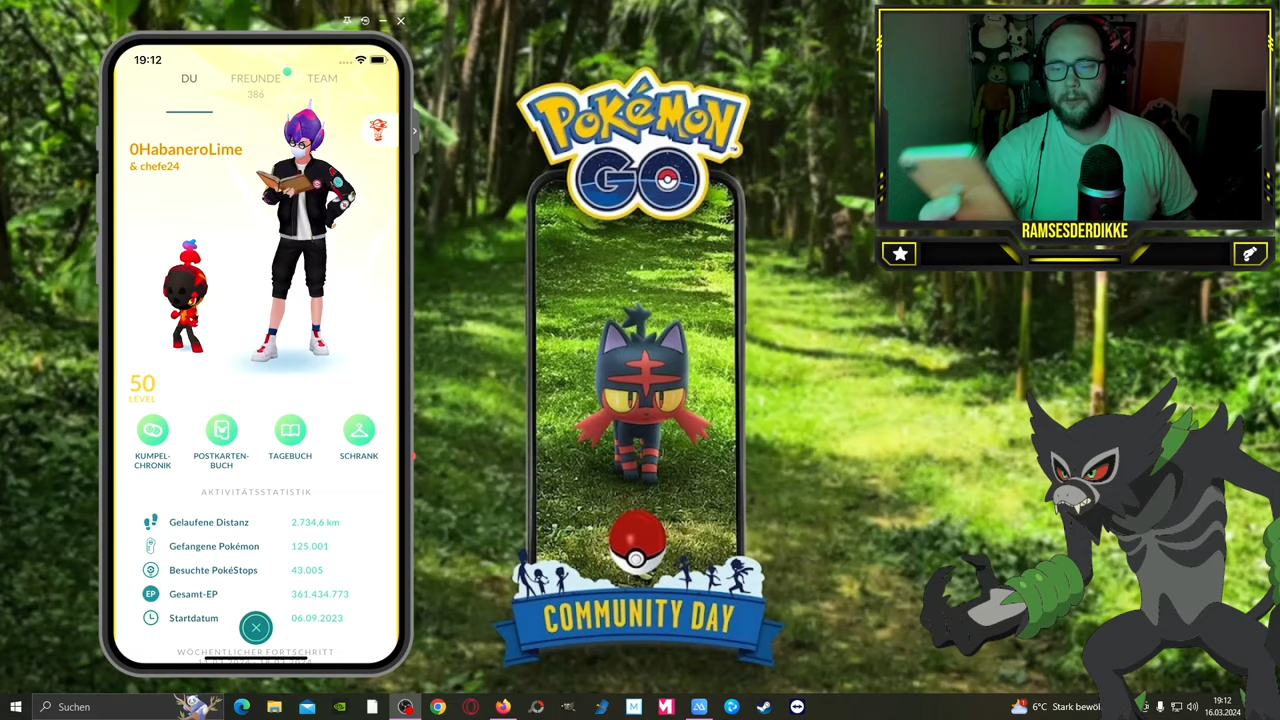 19:12
DU
FREUNDE
TEAM
386
0HabaneroLime
& chefe24
50
LEVEL
KUMPEL-
CHRONIK
POSTKARTEN-
BUCH
TAGEBUCH
SCHRANK
AKTIVITÄTSSTATISTIK
Gelaufene Distanz 2.734,6 km
Gefangene Pokémon 125.001
Besuchte PokéStops 43.005
EP Gesamt-EP 361.434.773
Startdatum 06.09.2023
WÖCHENTLICHER FORTSCHRITT
POKÉMON
GO
COMMUNITY DAY
RAMSESDERDIKKE
Suchen
6°C Stark bewöl
19:12
16.03.2024